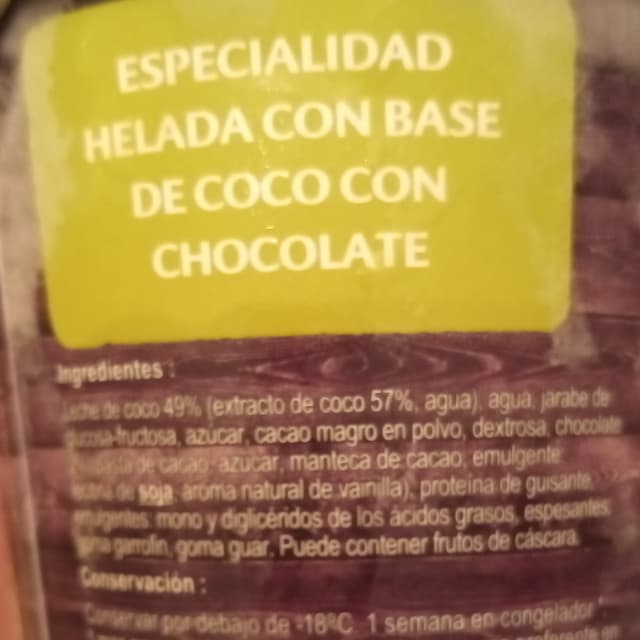 ESPECIALIDAD
HELADA CON BASE
DE COCO CON
CHOCOLATE
Ingredientes :
Leche de coco 49% (extracto de coco 57%, agua), agua, jarabe de
glucosa-fructosa, azúcar, cacao magro en polvo, dextrosa, chocolate
de cacao, azúcar, manteca de cacao, emulgente
de soja, aroma natural de vainilla), proteína de guisante,
emulgentes: mono y diglicéridos de los ácidos grasos, espesantes:
goma garrofín, goma guar. Puede contener frutos de cáscara.
Conservación :
Conservar por debajo de -18ºC 1 semana en congelador